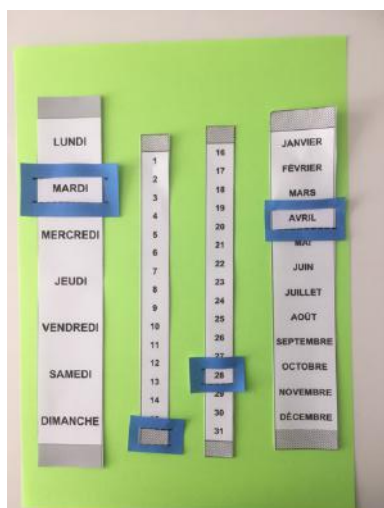 LUNDI
MARDI
MERCREDI
JEUDI
VENDREDI
SAMEDI
DIMANCHE
1
2
3
4
5
6
7
8
9
10
11
12
13
14
16
17
18
19
20
21
22
23
24
25
26
27
28
29
30
31
JANVIER
FÉVRIER
MARS
AVRIL
MAI
JUIN
JUILLET
AOÛT
SEPTEMBRE
OCTOBRE
NOVEMBRE
DÉCEMBRE